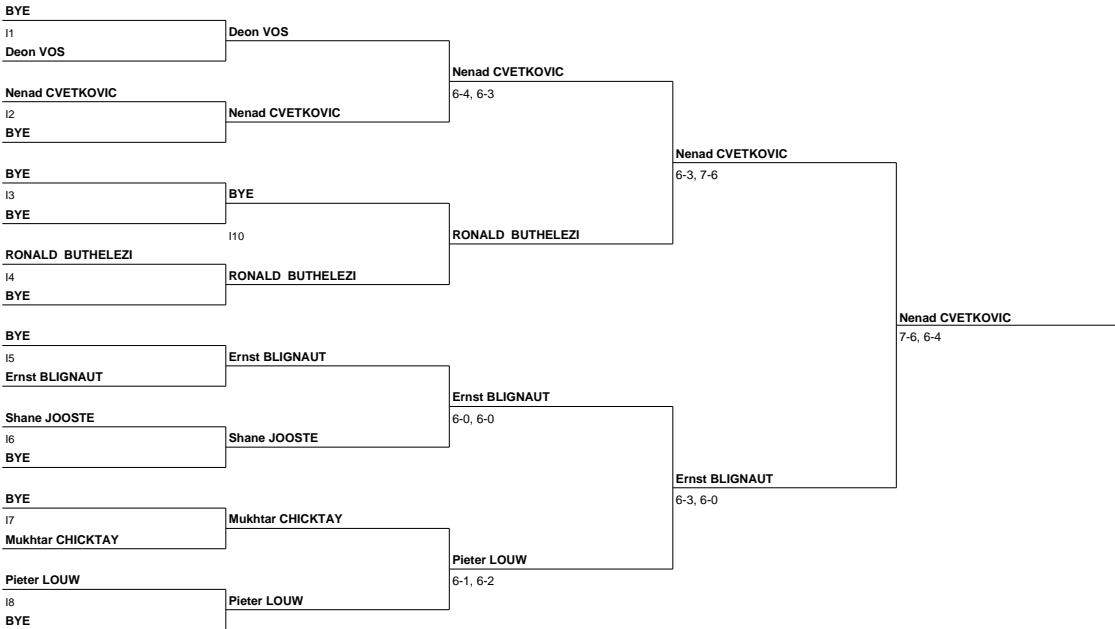 BYE
I1
Deon VOS
Nenad CVETKOVIC
I2
BYE
BYE
I3
BYE
RONALD  BUTHELEZI
I4
BYE
BYE
I5
Ernst BLIGNAUT
Shane JOOSTE
I6
BYE
BYE
I7
Mukhtar CHICKTAY
Pieter LOUW
I8
BYE
Deon VOS
Nenad CVETKOVIC
BYE
I10
RONALD  BUTHELEZI
Ernst BLIGNAUT
Shane JOOSTE
Mukhtar CHICKTAY
Pieter LOUW
Nenad CVETKOVIC
6-4, 6-3
RONALD  BUTHELEZI
Ernst BLIGNAUT
6-0, 6-0
Pieter LOUW
6-1, 6-2
Nenad CVETKOVIC
6-3, 7-6
Ernst BLIGNAUT
6-3, 6-0
Nenad CVETKOVIC
7-6, 6-4